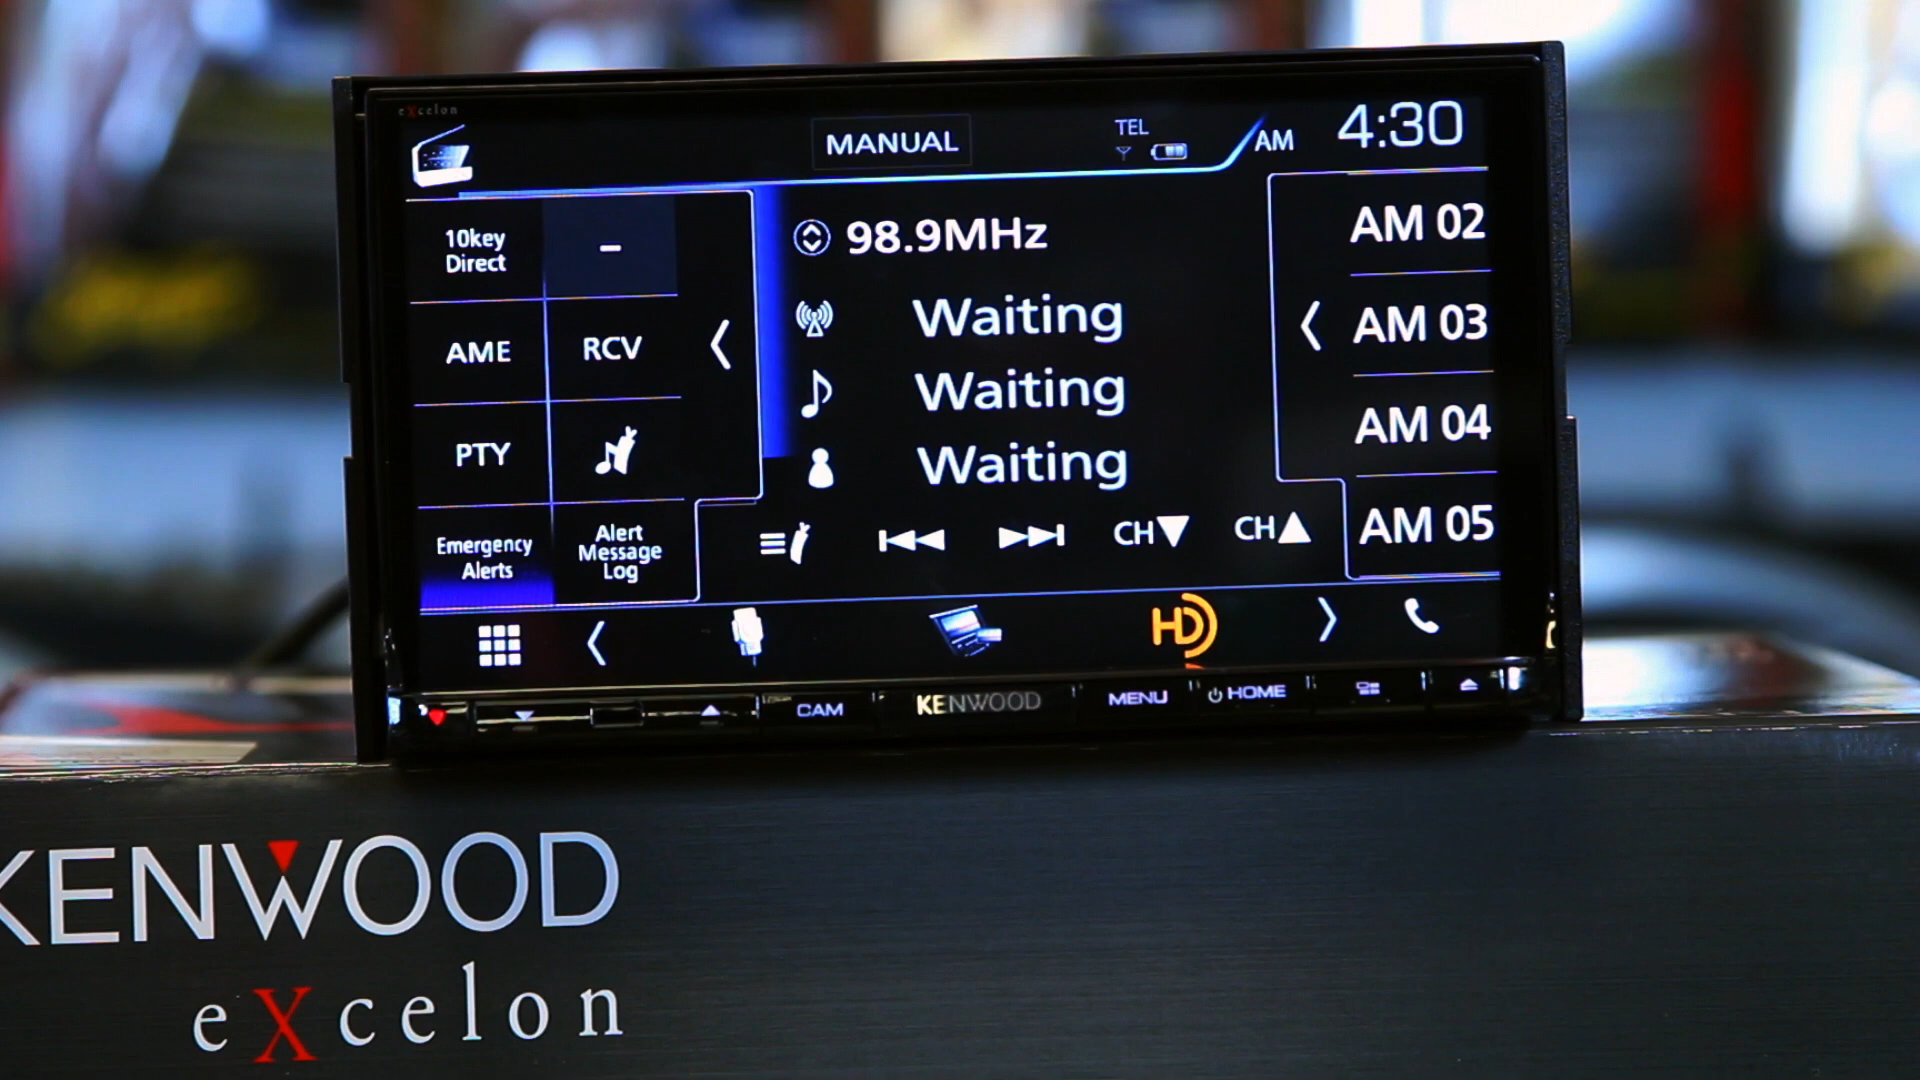 eXcelon
MANUAL
TEL
AM
4:30
10key
Direct
-
AME
RCV
PTY
Emergency
Alerts
Alert
Message
Log
98.9MHz
Waiting
Waiting
Waiting
CH▼
CH▲
AM 02
AM 03
AM 04
AM 05
HD
CAM
KENWOOD
MENU
HOME
KENWOOD
eXcelon